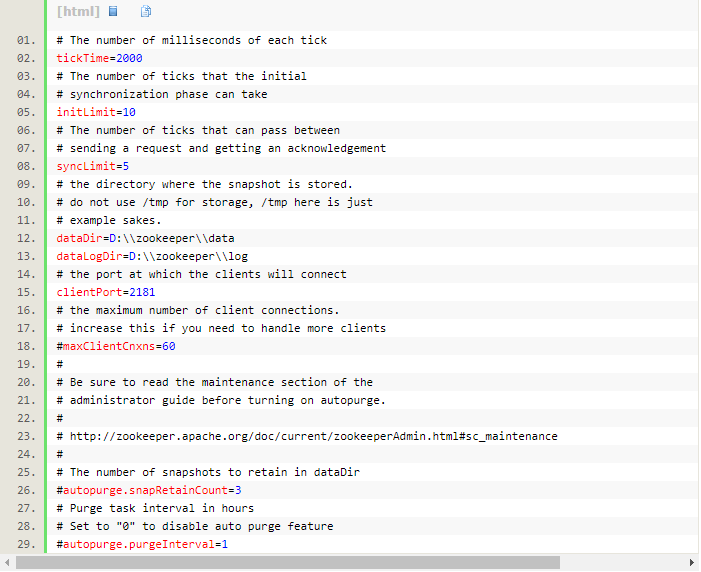 [html]
01. # The number of milliseconds of each tick
02. tickTime=2000
03. # The number of ticks that the initial
04. # synchronization phase can take
05. initLimit=10
06. # The number of ticks that can pass between
07. # sending a request and getting an acknowledgement
08. syncLimit=5
09. # the directory where the snapshot is stored.
10. # do not use /tmp for storage, /tmp here is just
11. # example sakes.
12. dataDir=D:\\zookeeper\\data
13. dataLogDir=D:\\zookeeper\\log
14. # the port at which the clients will connect
15. clientPort=2181
16. # the maximum number of client connections.
17. # increase this if you need to handle more clients
18. #maxClientCnxns=60
19. #
20. # Be sure to read the maintenance section of the
21. # administrator guide before turning on autopurge.
22. #
23. # http://zookeeper.apache.org/doc/current/zookeeperAdmin.html#sc_maintenance
24. #
25. # The number of snapshots to retain in dataDir
26. #autopurge.snapRetainCount=3
27. # Purge task interval in hours
28. # Set to "0" to disable auto purge feature
29. #autopurge.purgeInterval=1